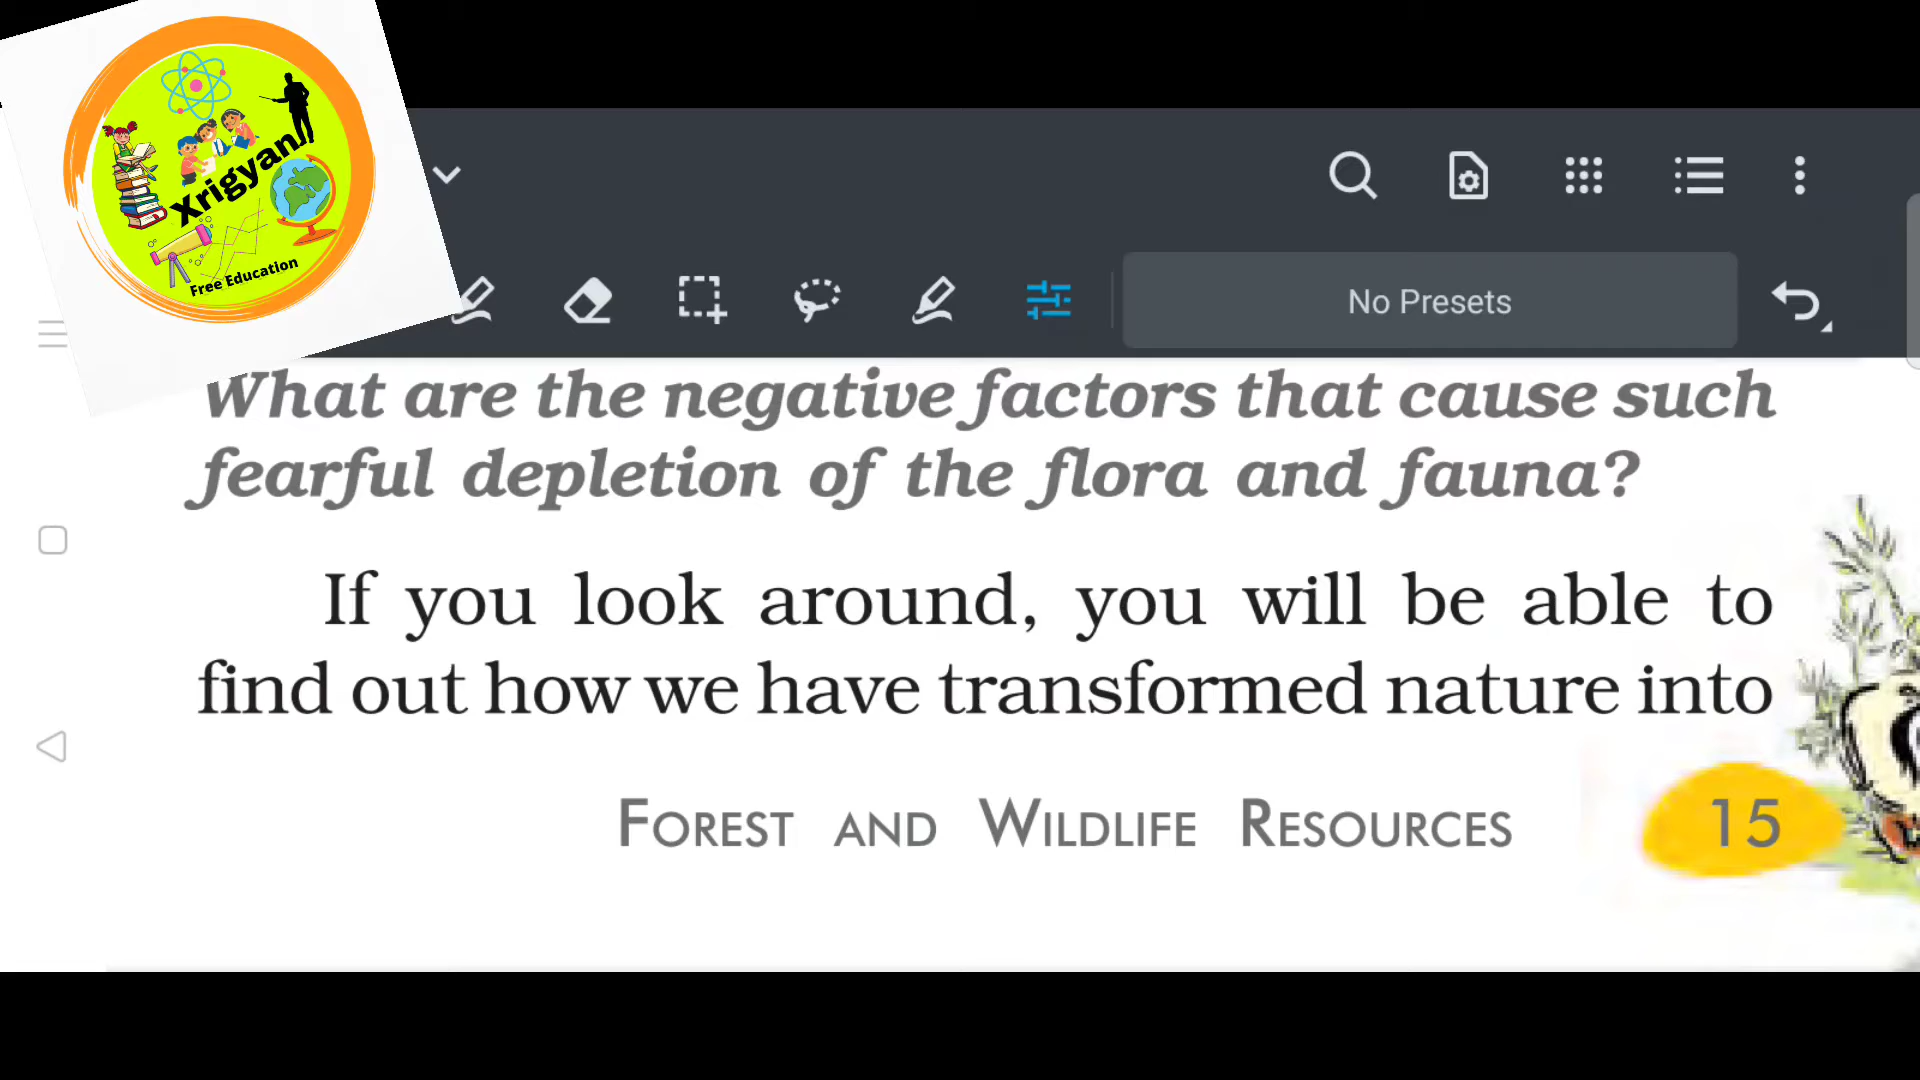 Xrigyan
Free Education
No Presets
What are the negative factors that cause such
fearful depletion of the flora and fauna?
If you look around, you will be able to
find out how we have transformed nature into
FOREST AND WILDLIFE RESOURCES
15